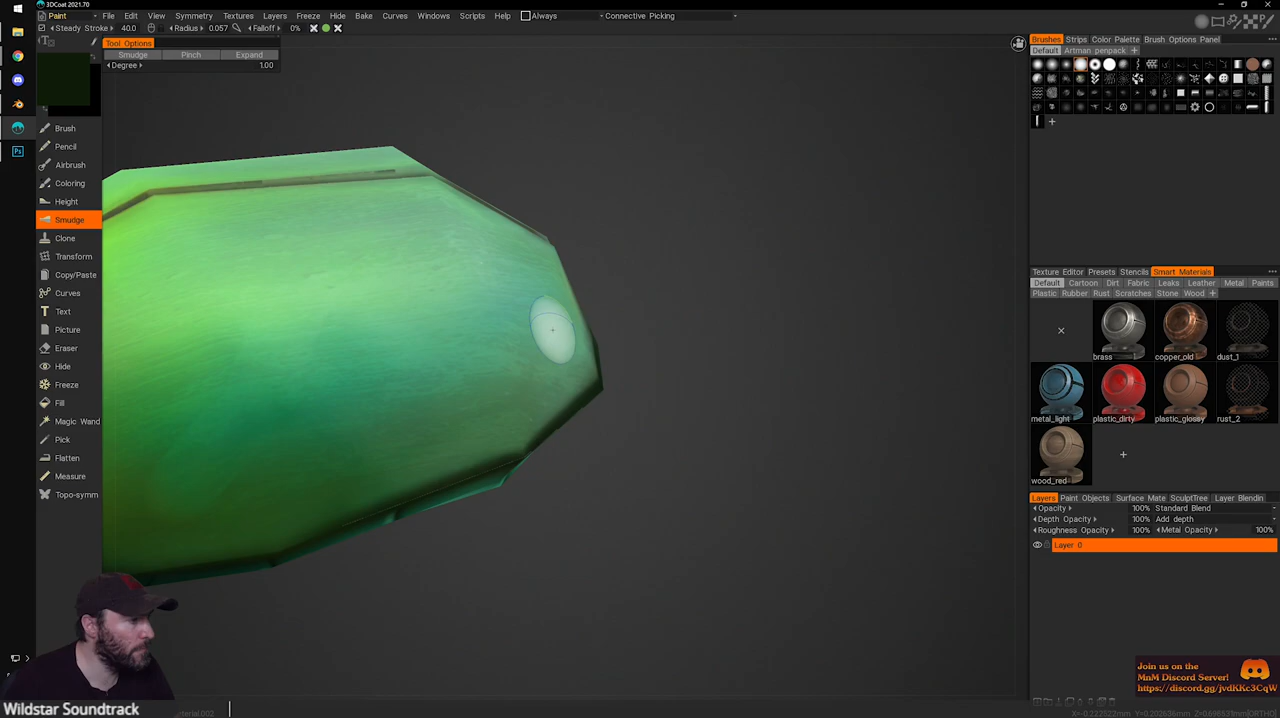 3DCoat 2021.70
Paint File Edit View Symmetry Textures Layers Freeze Hide Bake Curves Windows Scripts Help Always Connective Picking
Steady Stroke 40.0 Radius 0.057 Falloff 0%
Tool Options
Smudge Pinch Expand
Degree 1.00
Brush
Pencil
Airbrush
Coloring
Height
Smudge
Clone
Transform
Copy/Paste
Curves
Text
Picture
Eraser
Hide
Freeze
Fill
Magic Wand
Pick
Flatten
Measure
Topo-symm
Brushes Strips Color Palette Brush Options Panel
Default Artman penpack
Texture Editor Presets Stencils Smart Materials
Default Cartoon Dirt Fabric Leaks Leather Metal Paints
Plastic Rubber Rust Scratches Stone Wood
brass copper_old dust_1
metal_light plastic_dirty plastic_glossy rust_2
wood_red
Layers Paint Objects Surface Mate SculptTree Layer Blendin
Opacity 100% Standard Blend
Depth Opacity 100% Add depth
Roughness Opacity 100% Metal Opacity 100%
Layer 0
Join us on the
MnM Discord Server!
https://discord.gg/jvdKKc3CqW
Wildstar Soundtrack